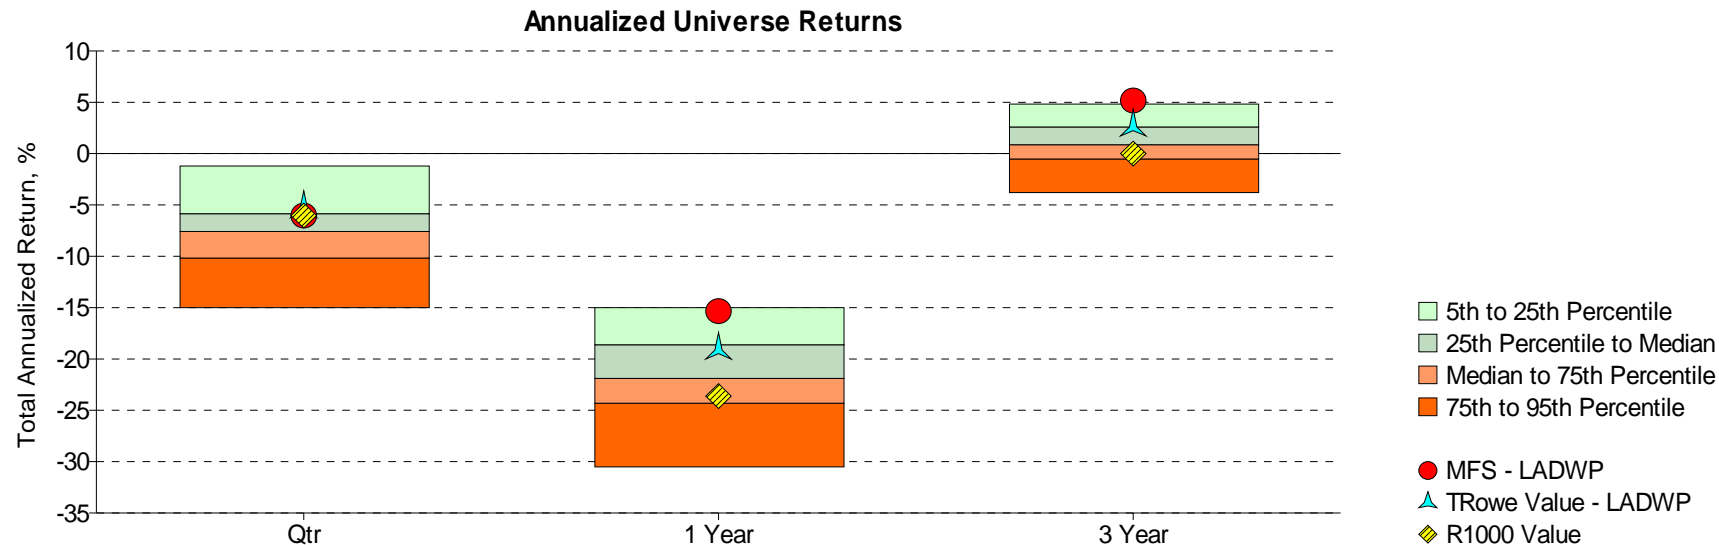 Annualized Universe Returns
Total Annualized Return, %
10
5
0
-5
-10
-15
-20
-25
-30
-35
Qtr
1 Year
3 Year
5th to 25th Percentile
25th Percentile to Median
Median to 75th Percentile
75th to 95th Percentile
MFS - LADWP
TRowe Value - LADWP
R1000 Value